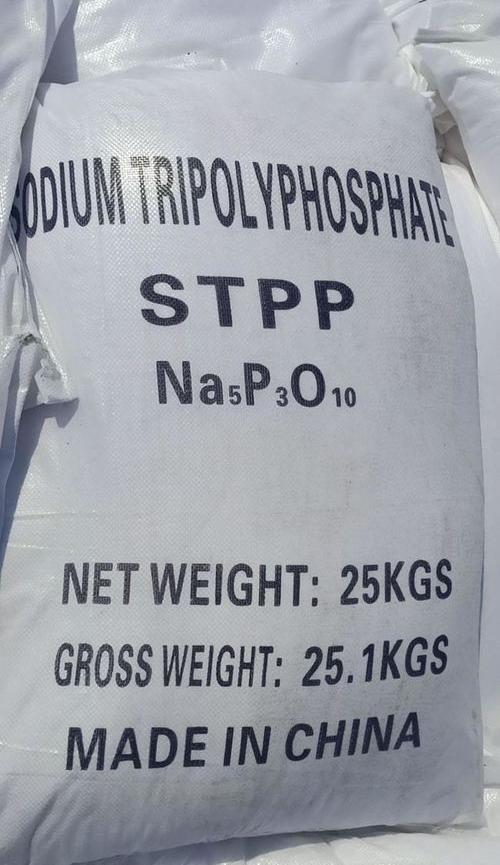 SODIUM TRIPOLYPHOSPHATE
STPP
Na₅P₃O₁₀
NET WEIGHT: 25KGS
GROSS WEIGHT: 25.1KGS
MADE IN CHINA